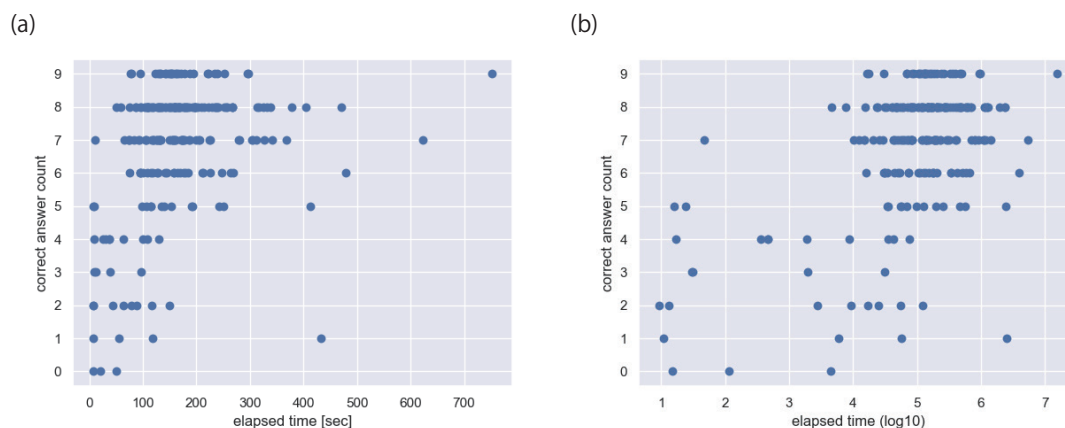 (a)
(b)
correct answer count
9
8
7
6
5
4
3
2
1
0
0 100 200 300 400 500 600 700
elapsed time [sec]
correct answer count
9
8
7
6
5
4
3
2
1
0
1 2 3 4 5 6 7
elapsed time (log10)